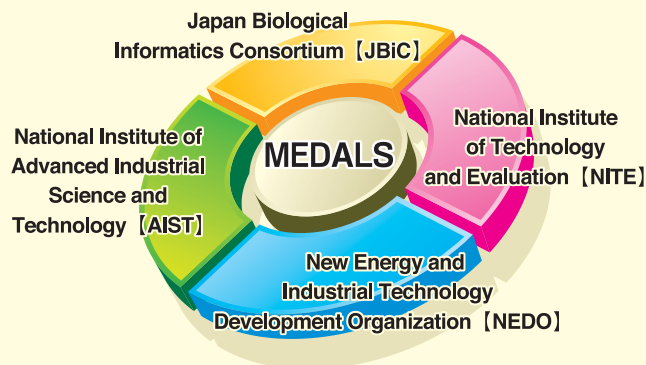 Japan Biological
Informatics Consortium【JBiC】
National Institute
of Technology
and Evaluation【NITE】
MEDALS
National Institute of
Advanced Industrial
Science and
Technology【AIST】
New Energy and
Industrial Technology
Development Organization【NEDO】